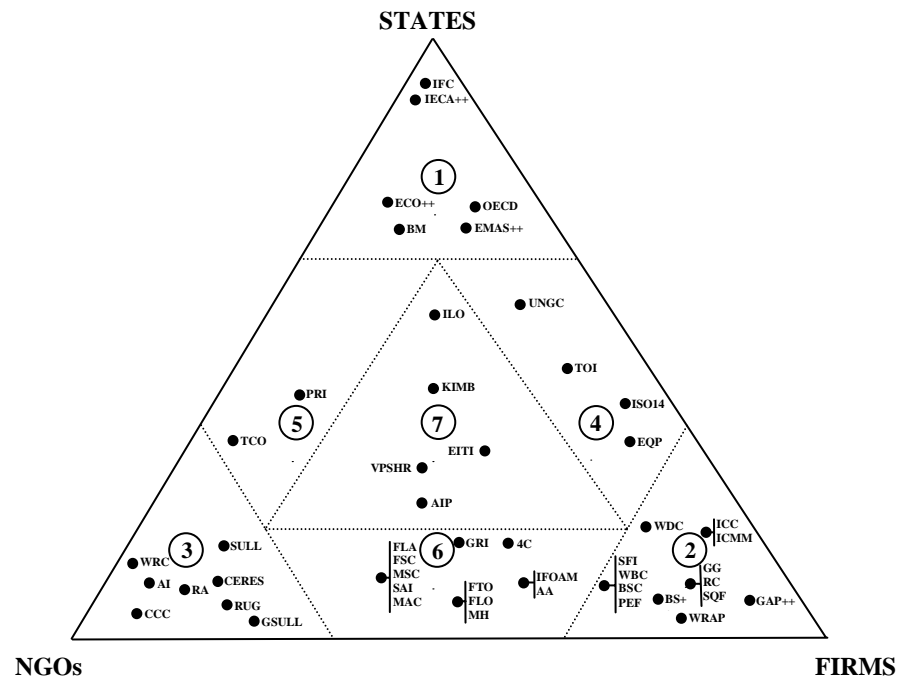 STATES
IFC
IECA++
1
ECO++
OECD
BM
EMAS++
UNGC
ILO
TOI
KIMB
PRI
ISO14
5
7
4
TCO
EITI
EQP
VPSHR
AIP
WDC
ICC
ICMM
3
SULL
WRC
AI
RA
CERES
CCC
RUG
GSULL
6
GRI
4C
FLA
FSC
MSC
SAI
MAC
FTO
FLO
MH
IFOAM
AA
2
SFI
WBC
BSC
PEF
GG
RC
SQF
BS+
WRAP
GAP++
NGOs
FIRMS